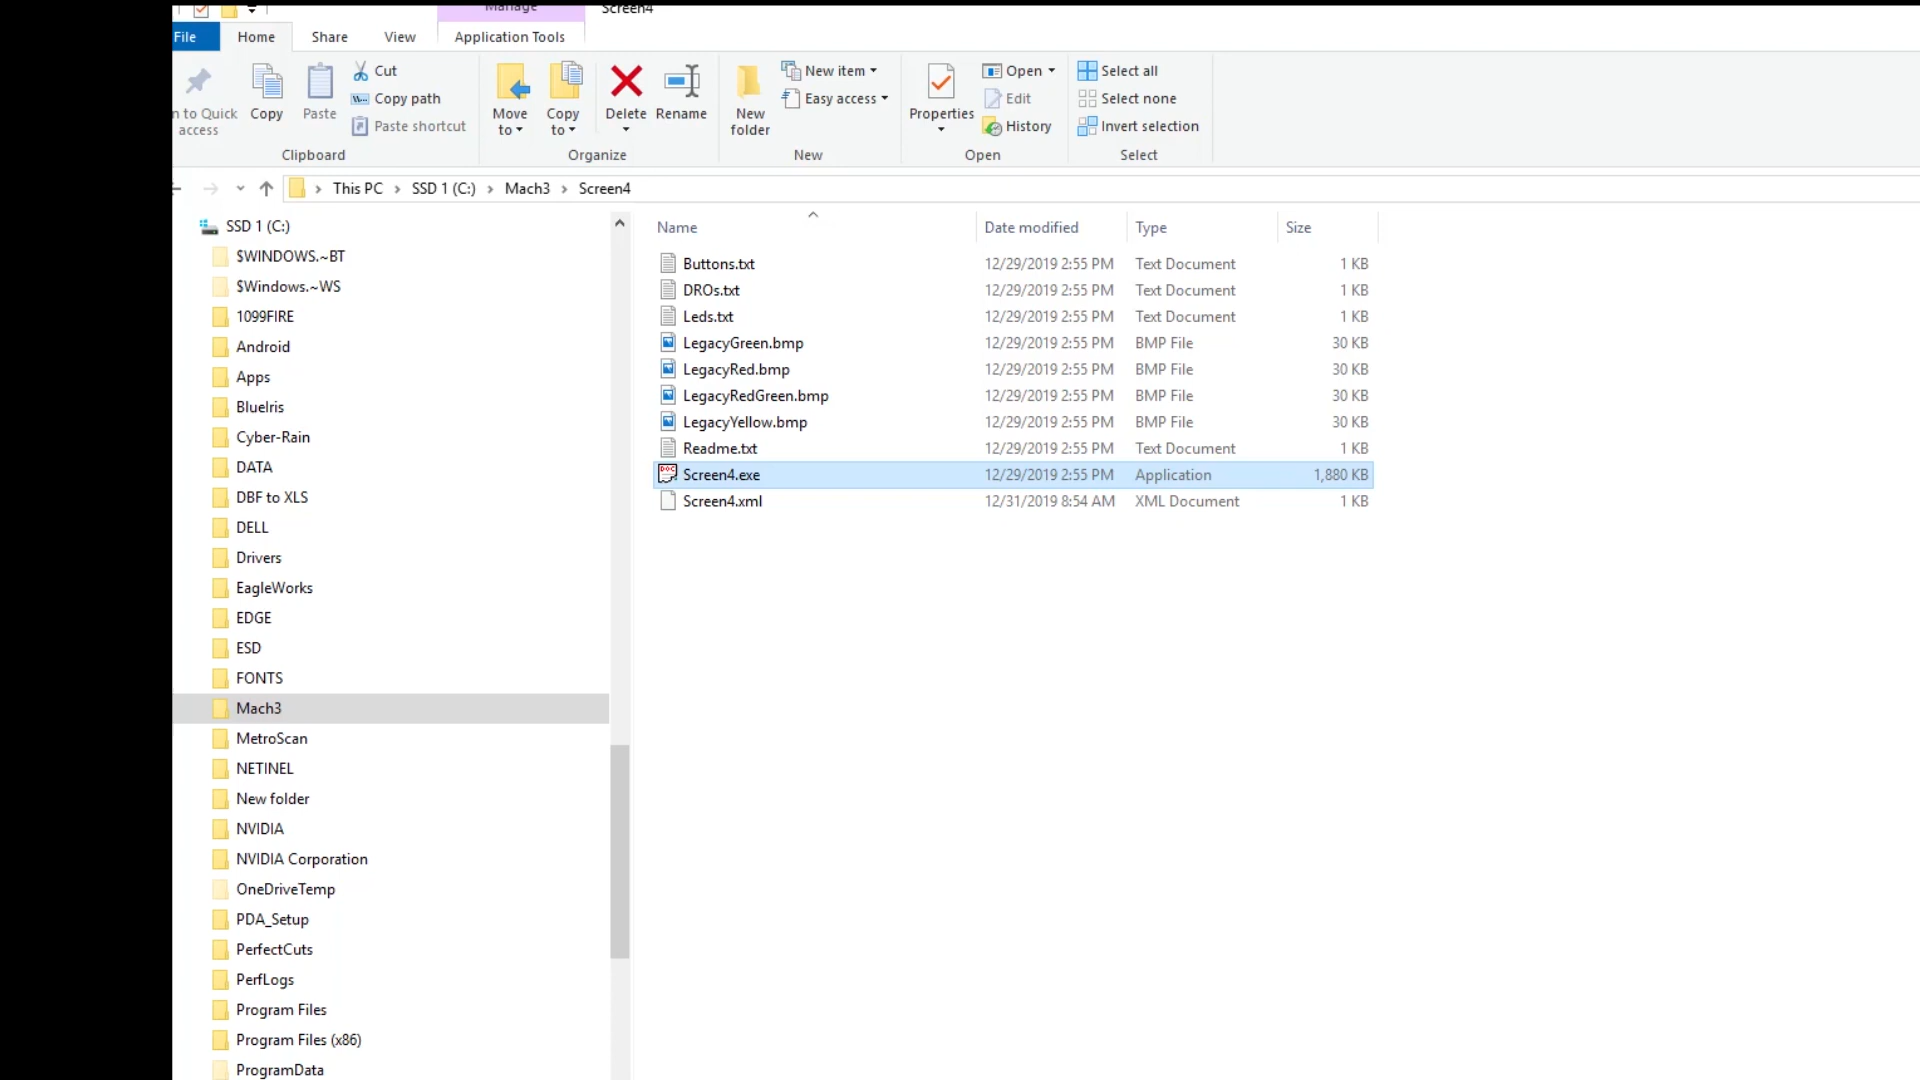 Manage
Screen4
File
Home
Share
View
Application Tools
n to Quick
access
Copy
Paste
Cut
Copy path
Paste shortcut
Clipboard
Move
to
Copy
to
Delete
Rename
Organize
New
folder
New item
Easy access
New
Properties
Open
Edit
History
Open
Select all
Select none
Invert selection
Select
This PC
SSD 1 (C:)
Mach3
Screen4
SSD 1 (C:)
$WINDOWS.~BT
$Windows.~WS
1099FIRE
Android
Apps
BlueIris
Cyber-Rain
DATA
DBF to XLS
DELL
Drivers
EagleWorks
EDGE
ESD
FONTS
Mach3
MetroScan
NETINEL
New folder
NVIDIA
NVIDIA Corporation
OneDriveTemp
PDA_Setup
PerfectCuts
PerfLogs
Program Files
Program Files (x86)
ProgramData
Name Date modified Type Size
Buttons.txt 12/29/2019 2:55 PM Text Document 1 KB
DROs.txt 12/29/2019 2:55 PM Text Document 1 KB
Leds.txt 12/29/2019 2:55 PM Text Document 1 KB
LegacyGreen.bmp 12/29/2019 2:55 PM BMP File 30 KB
LegacyRed.bmp 12/29/2019 2:55 PM BMP File 30 KB
LegacyRedGreen.bmp 12/29/2019 2:55 PM BMP File 30 KB
LegacyYellow.bmp 12/29/2019 2:55 PM BMP File 30 KB
Readme.txt 12/29/2019 2:55 PM Text Document 1 KB
Screen4.exe 12/29/2019 2:55 PM Application 1,880 KB
Screen4.xml 12/31/2019 8:54 AM XML Document 1 KB